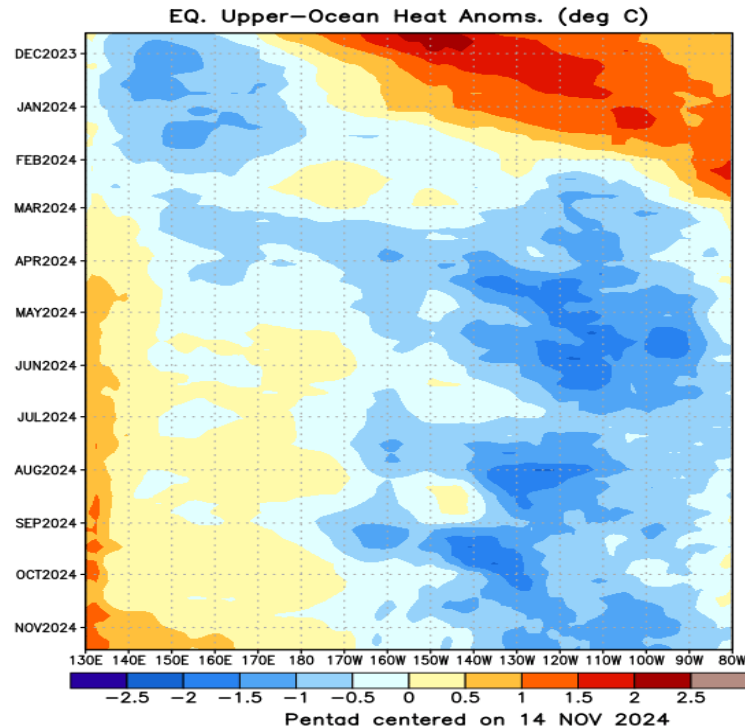 EQ. Upper-Ocean Heat Anoms. (deg C)
DEC2023
JAN2024
FEB2024
MAR2024
APR2024
MAY2024
JUN2024
JUL2024
AUG2024
SEP2024
OCT2024
NOV2024
130E 140E 150E 160E 170E 180 170W 160W 150W 140W 130W 120W 110W 100W 90W 80W
-2.5 -2 -1.5 -1 -0.5 0 0.5 1 1.5 2 2.5
Pentad centered on 14 NOV 2024